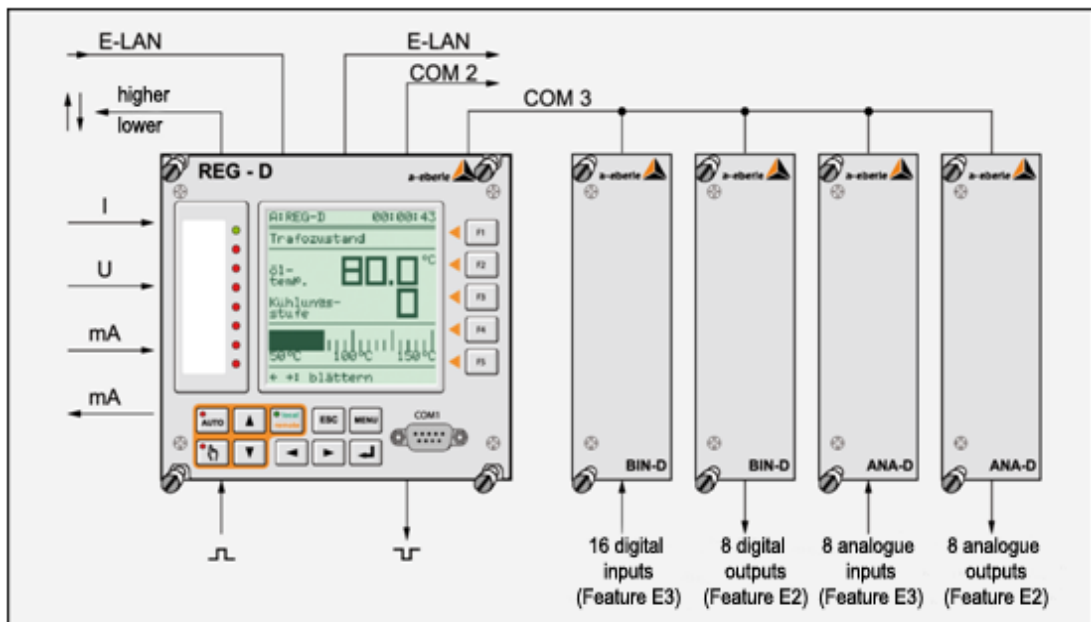 E-LAN
E-LAN
COM 2
higher
lower
COM 3
REG - D
a-eberle
a-eberle
a-eberle
a-eberle
a-eberle
I
U
mA
mA
A:REG-D 00:00:43
Trafozustand
öl-
temp.
80.0 °C
Kühlungs-
stufe
0
50°C 100°C 150°C
← →: blättern
F1
F2
F3
F4
F5
AUTO
local
remote
ESC
MENU
COM1
BIN-D
BIN-D
ANA-D
ANA-D
16 digital
inputs
(Feature E3)
8 digital
outputs
(Feature E2)
8 analogue
inputs
(Feature E3)
8 analogue
outputs
(Feature E2)